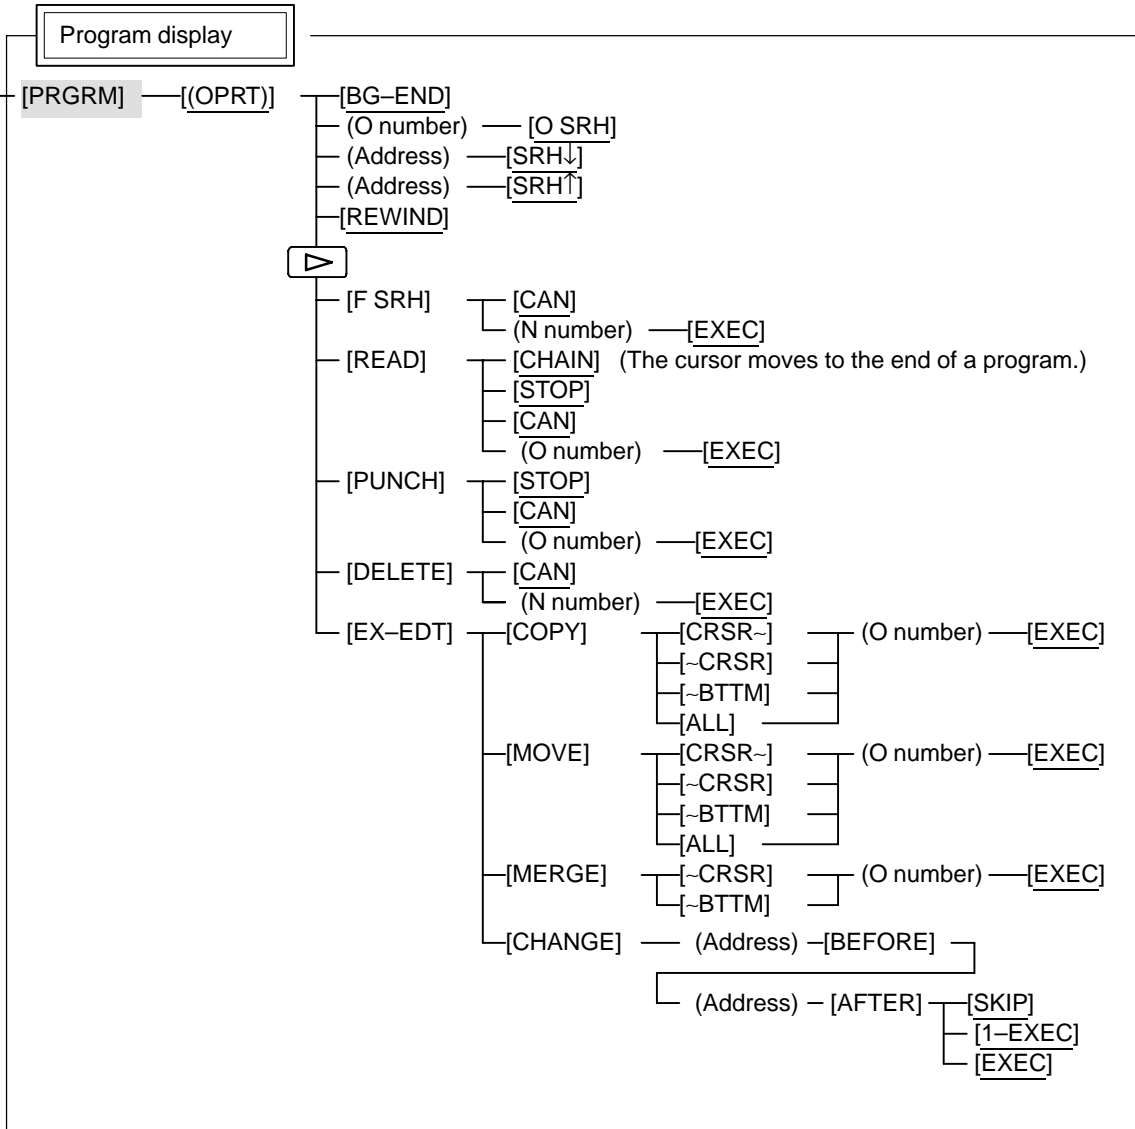 Program display
[PRGRM] [(OPRT)] [BG–END]
(O number) [O SRH]
(Address) [SRH↓]
(Address) [SRH↑]
[REWIND]
[F SRH] [CAN]
(N number) [EXEC]
[READ] [CHAIN] (The cursor moves to the end of a program.)
[STOP]
[CAN]
(O number) [EXEC]
[PUNCH] [STOP]
[CAN]
(O number) [EXEC]
[DELETE] [CAN]
(N number) [EXEC]
[EX–EDT] [COPY] [CRSR~] (O number) [EXEC]
[~CRSR]
[~BTTM]
[ALL]
[MOVE] [CRSR~] (O number) [EXEC]
[~CRSR]
[~BTTM]
[ALL]
[MERGE] [~CRSR] (O number) [EXEC]
[~BTTM]
[CHANGE] (Address) [BEFORE]
(Address) [AFTER] [SKIP]
[1–EXEC]
[EXEC]